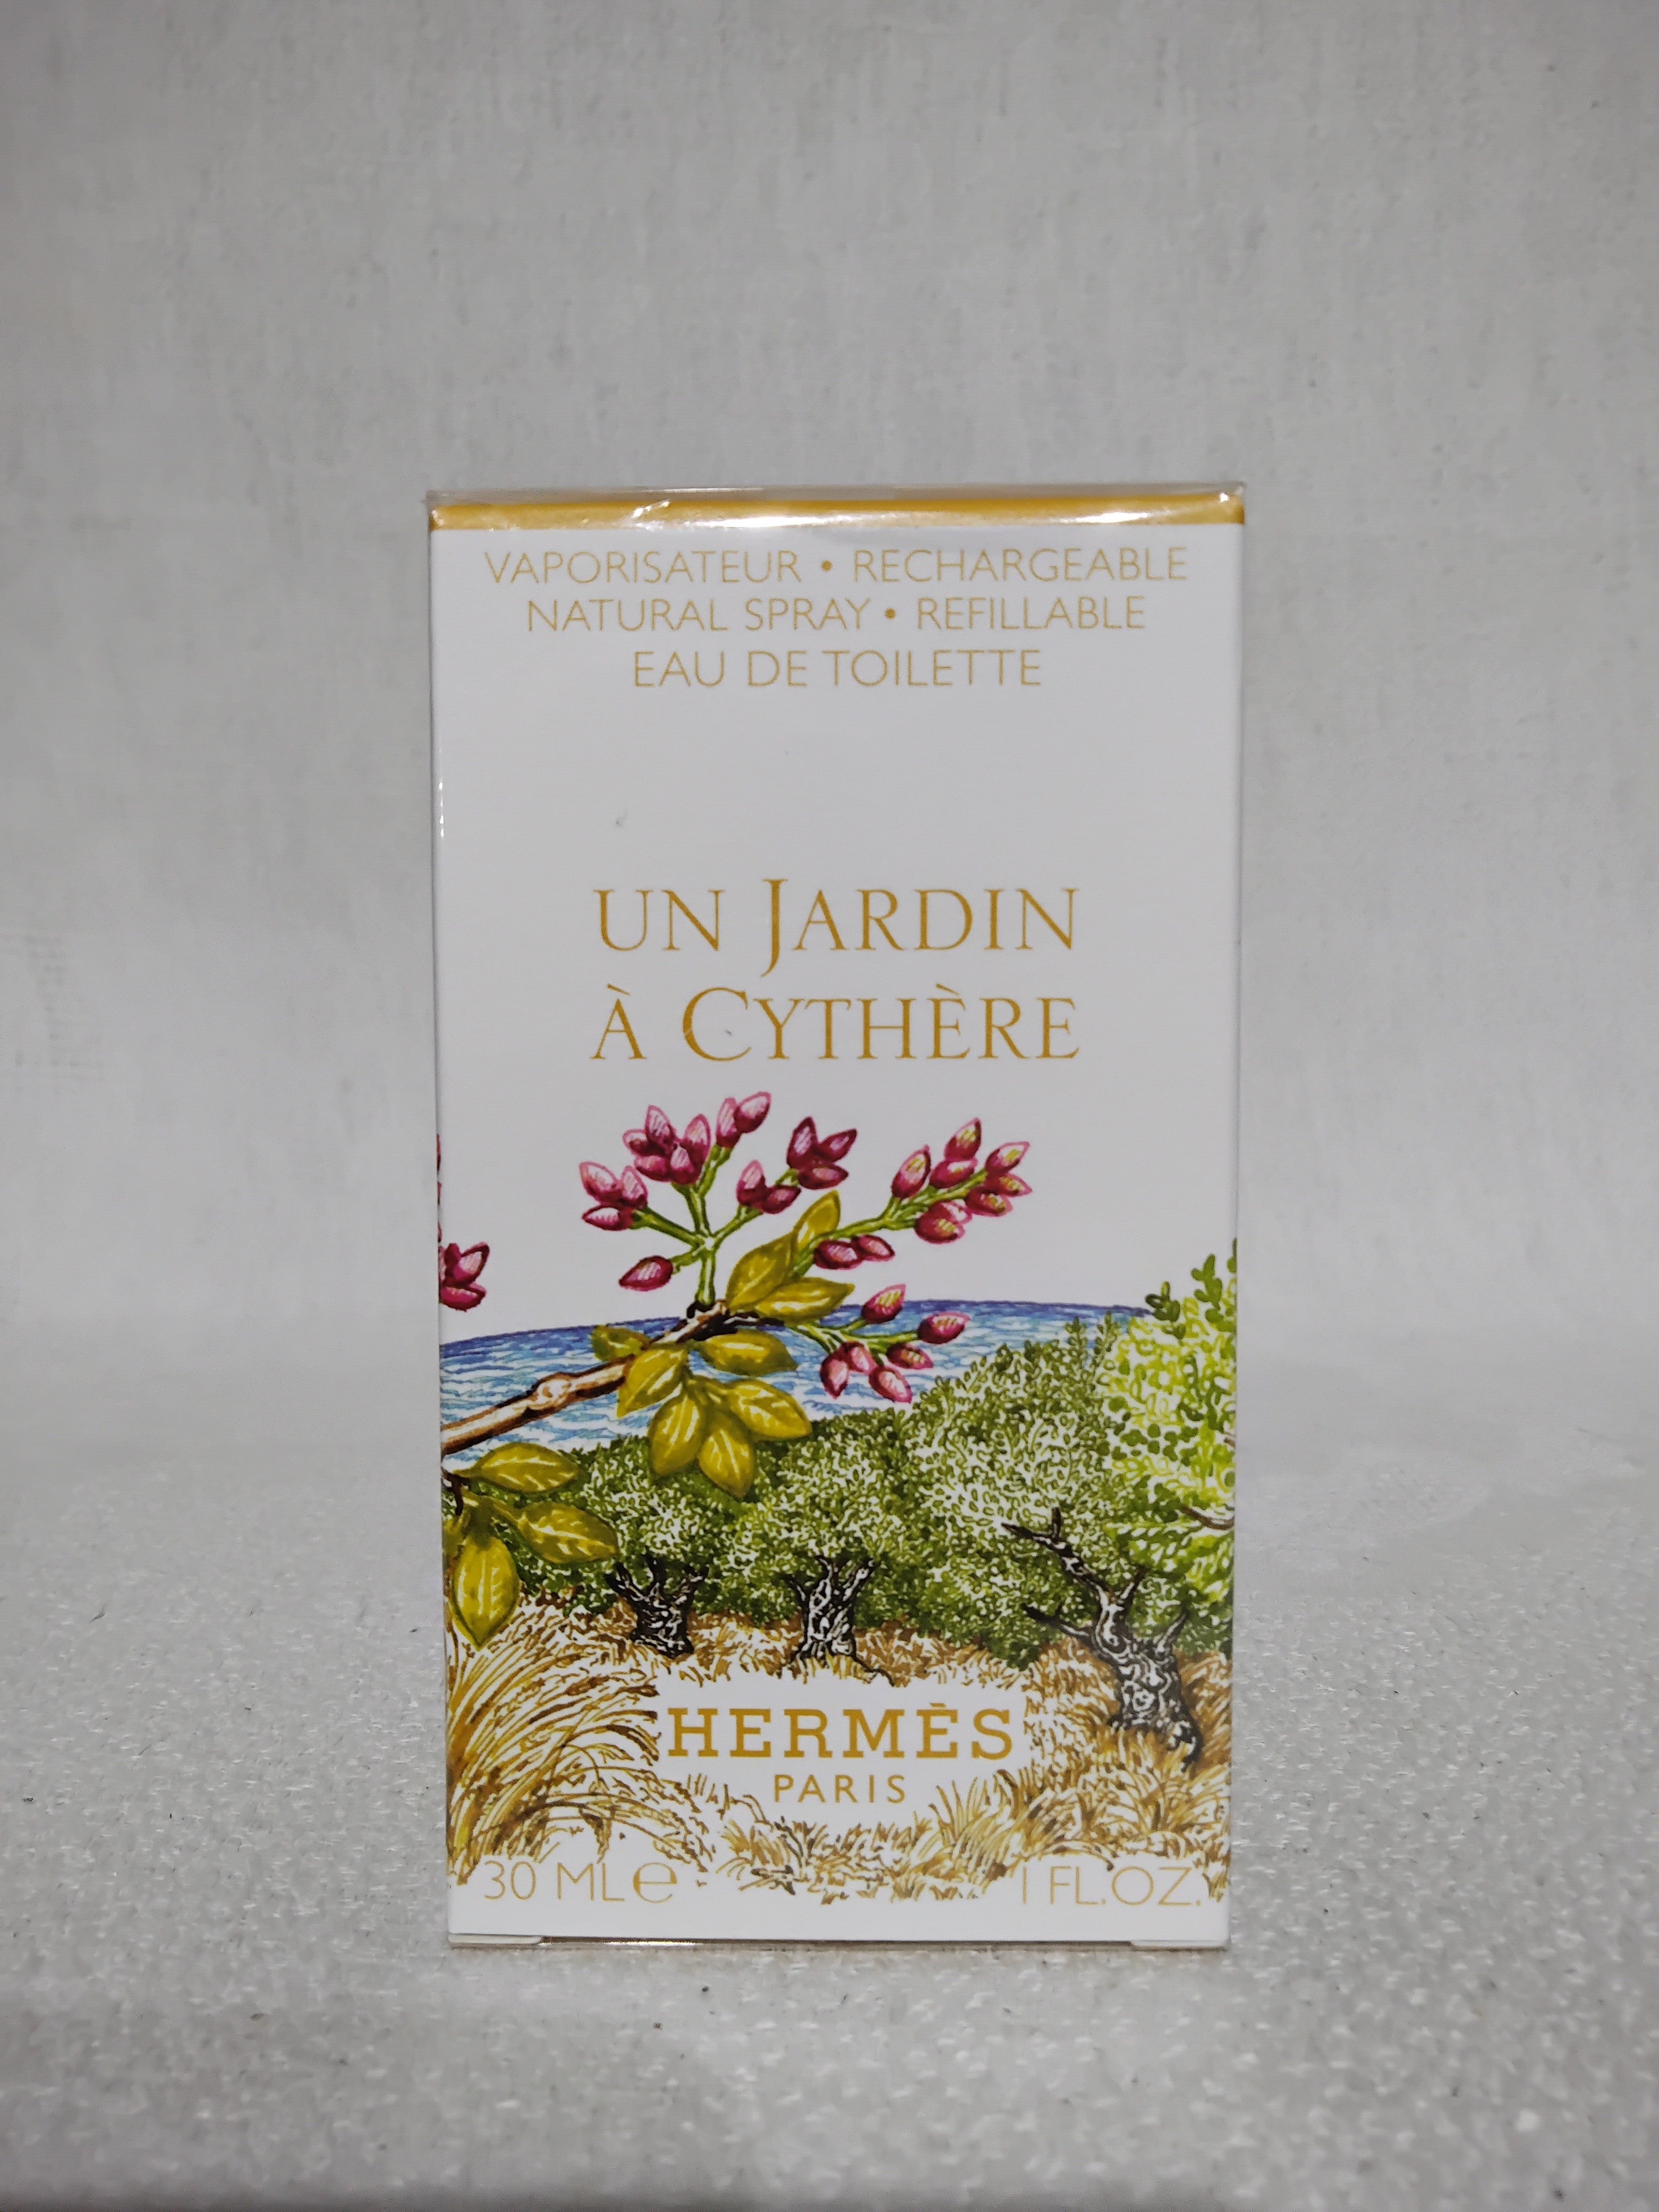 VAPORISATEUR • RECHARGEABLE
NATURAL SPRAY • REFILLABLE
EAU DE TOILETTE
UN JARDIN
À CYTHÈRE
HERMÈS
PARIS
30 ML e 1 FL.OZ.